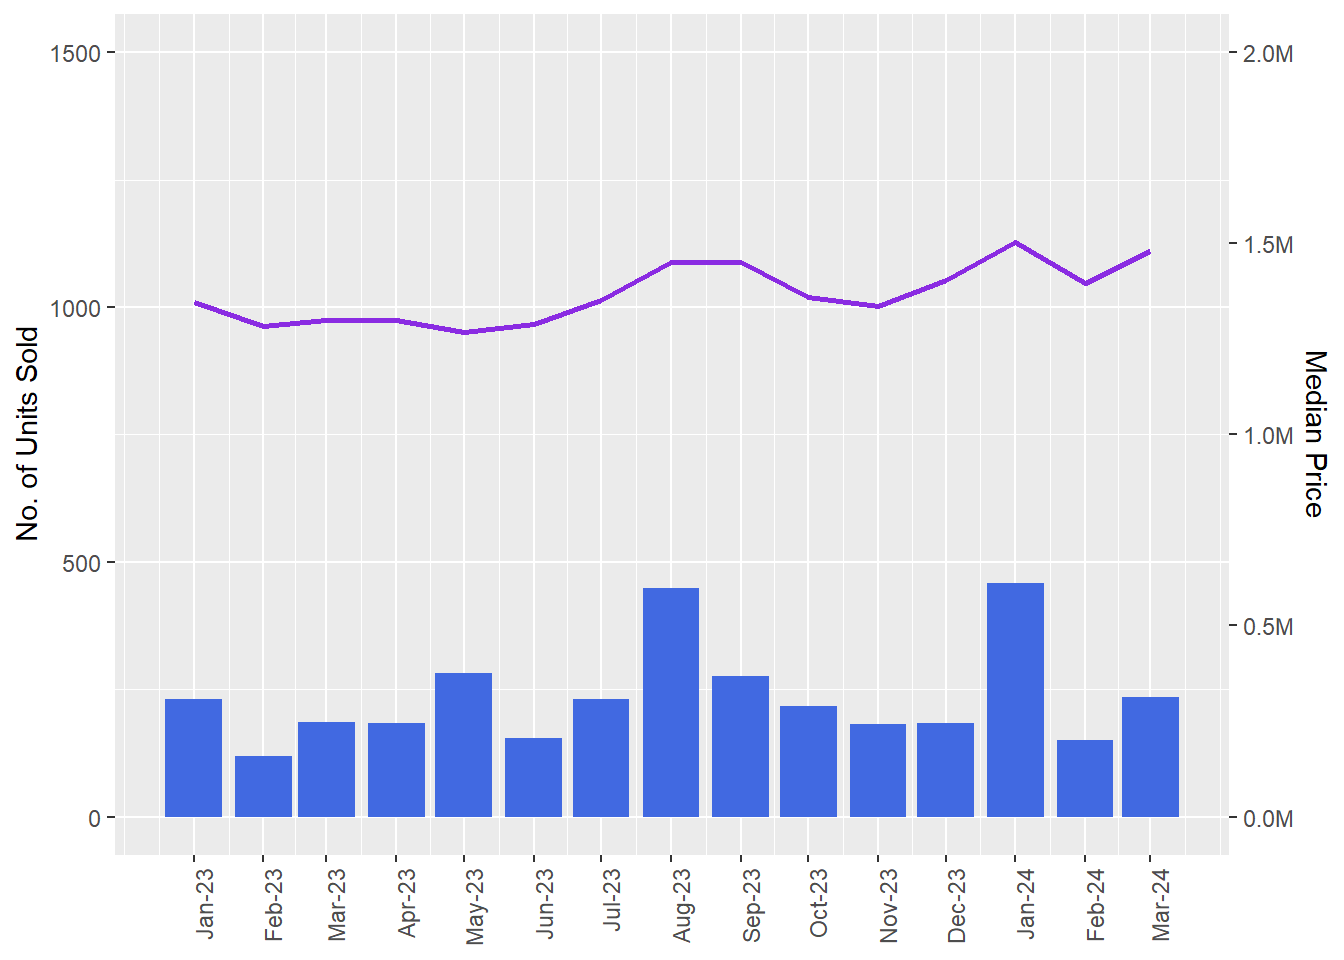 1500
1000
500
0
No. of Units Sold
2.0M
1.5M
1.0M
0.5M
0.0M
Median Price
Jan-23
Feb-23
Mar-23
Apr-23
May-23
Jun-23
Jul-23
Aug-23
Sep-23
Oct-23
Nov-23
Dec-23
Jan-24
Feb-24
Mar-24